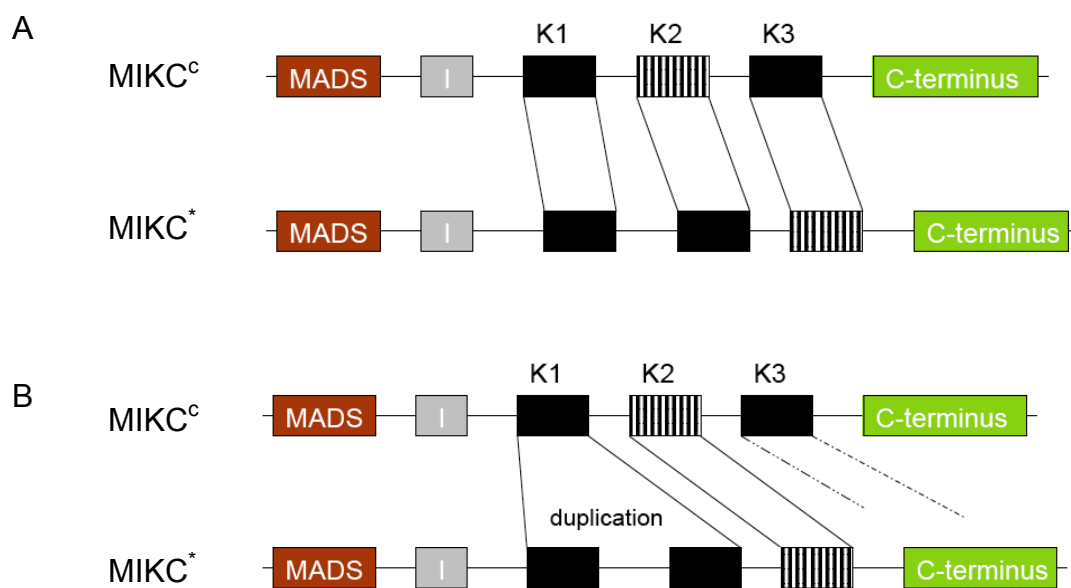 A
K1 K2 K3
MIKCᶜ MADS I C-terminus
MIKC* MADS I C-terminus
B
K1 K2 K3
MIKCᶜ MADS I C-terminus
duplication
MIKC* MADS I C-terminus